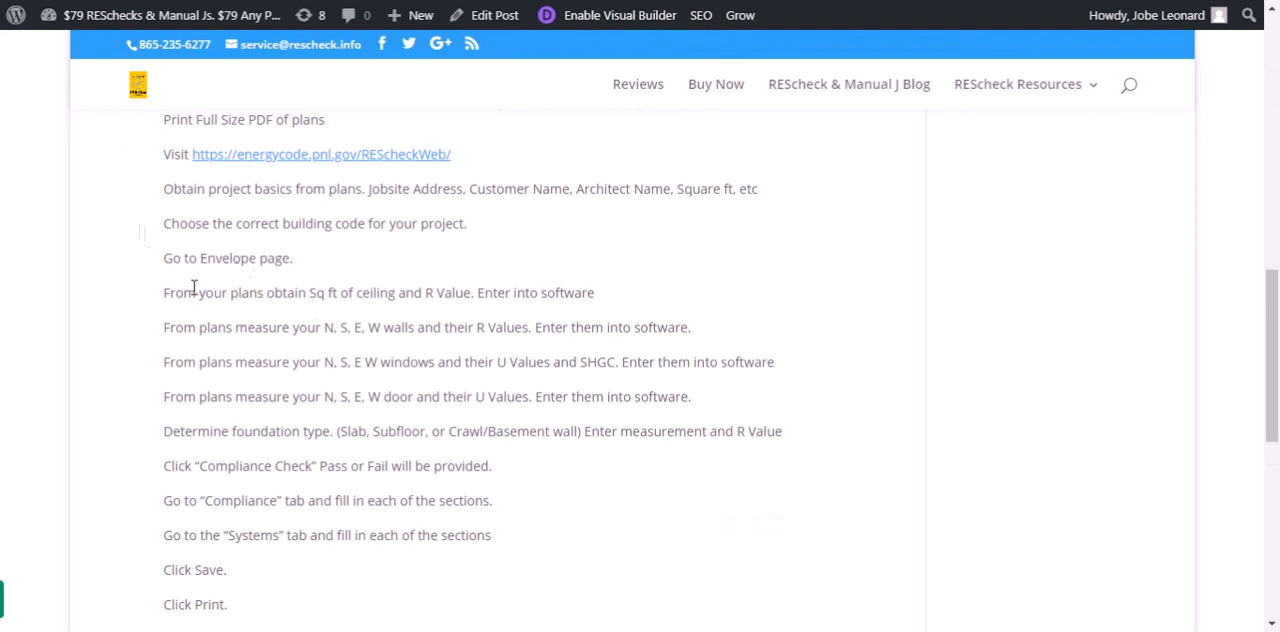 $79 RESchecks & Manual Js. $79 Any P... 8 0 New Edit Post Enable Visual Builder SEO Grow Howdy, Jobe Leonard
865-235-6277 service@rescheck.info
Reviews Buy Now REScheck & Manual J Blog REScheck Resources
Print Full Size PDF of plans
Visit https://energycode.pnl.gov/REScheckWeb/
Obtain project basics from plans. Jobsite Address, Customer Name, Architect Name, Square ft, etc
Choose the correct building code for your project.
Go to Envelope page.
From your plans obtain Sq ft of ceiling and R Value. Enter into software
From plans measure your N, S, E, W walls and their R Values. Enter them into software.
From plans measure your N, S, E W windows and their U Values and SHGC. Enter them into software
From plans measure your N, S, E, W door and their U Values. Enter them into software.
Determine foundation type. (Slab, Subfloor, or Crawl/Basement wall) Enter measurement and R Value
Click “Compliance Check” Pass or Fail will be provided.
Go to “Compliance” tab and fill in each of the sections.
Go to the “Systems” tab and fill in each of the sections
Click Save.
Click Print.